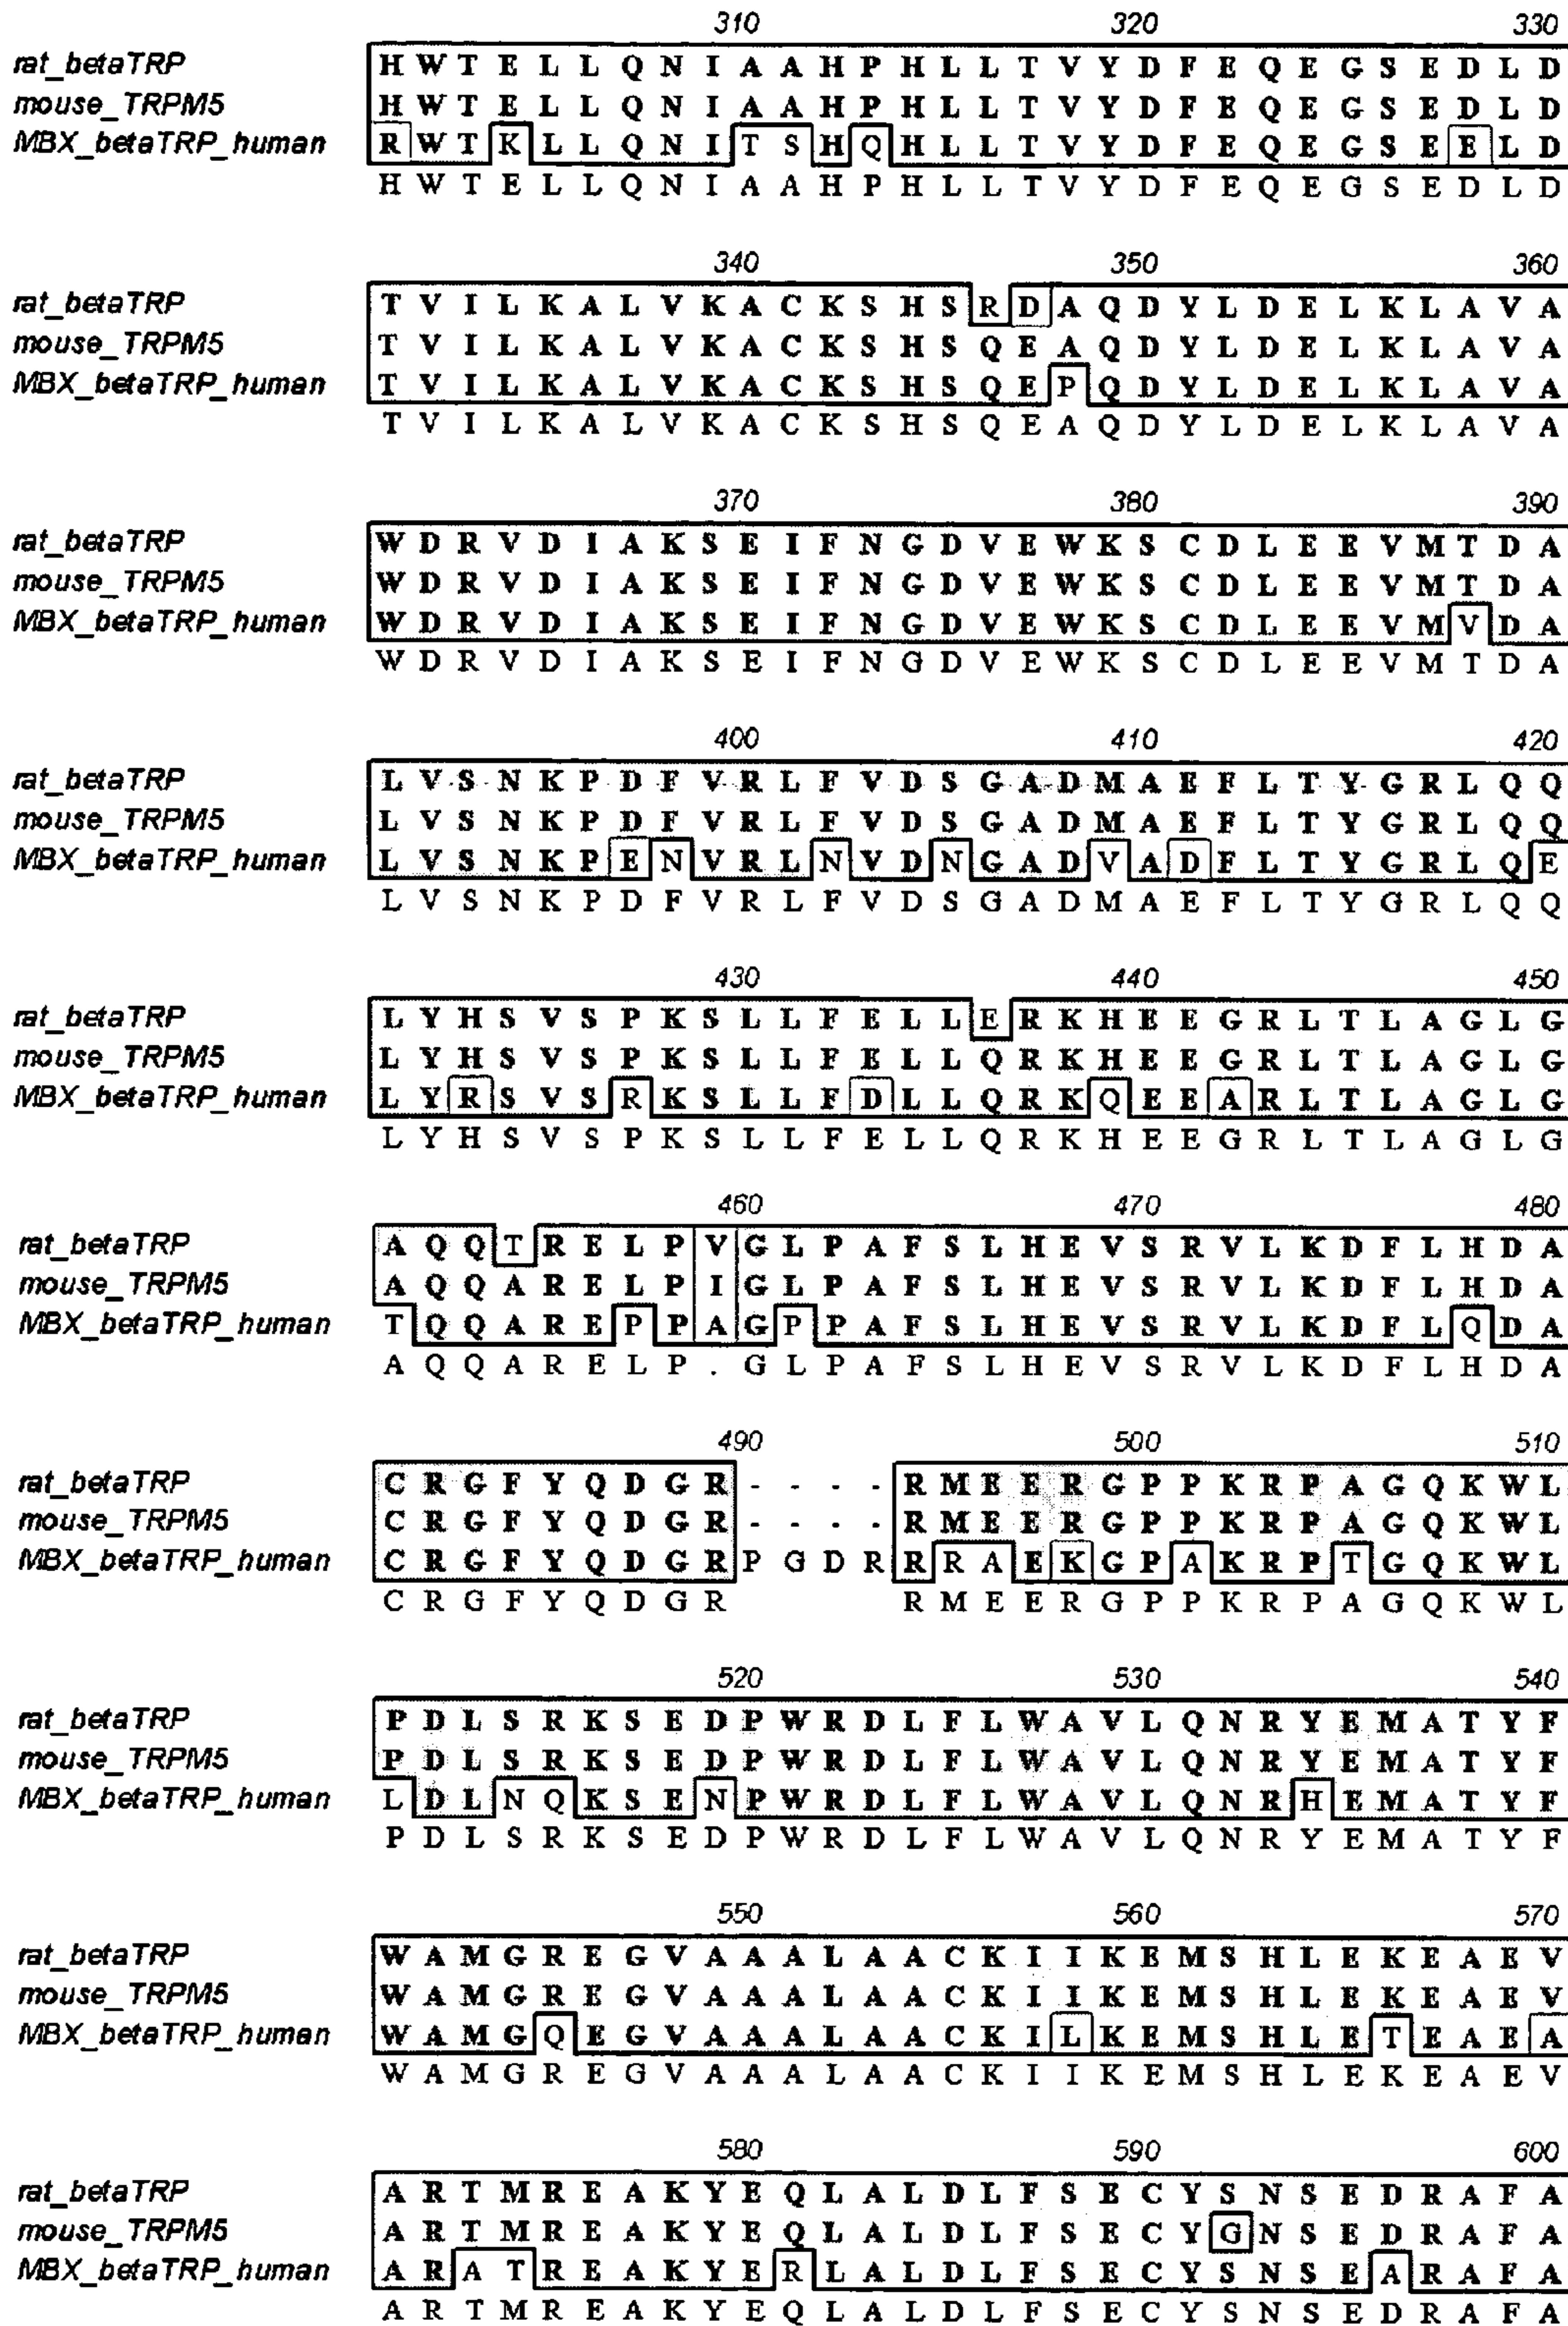 310 320 330
rat_betaTRP H W T E L L Q N I A A H P H L L T V Y D F E Q E G S E D L D
mouse_TRPM5 H W T E L L Q N I A A H P H L L T V Y D F E Q E G S E D L D
MBX_betaTRP_human R W T K L L Q N I T S H Q H L L T V Y D F E Q E G S E E L D
H W T E L L Q N I A A H P H L L T V Y D F E Q E G S E D L D
340 350 360
rat_betaTRP T V I L K A L V K A C K S H S R D A Q D Y L D E L K L A V A
mouse_TRPM5 T V I L K A L V K A C K S H S Q E A Q D Y L D E L K L A V A
MBX_betaTRP_human T V I L K A L V K A C K S H S Q E P Q D Y L D E L K L A V A
T V I L K A L V K A C K S H S Q E A Q D Y L D E L K L A V A
370 380 390
rat_betaTRP W D R V D I A K S E I F N G D V E W K S C D L E E V M T D A
mouse_TRPM5 W D R V D I A K S E I F N G D V E W K S C D L E E V M T D A
MBX_betaTRP_human W D R V D I A K S E I F N G D V E W K S C D L E E V M V D A
W D R V D I A K S E I F N G D V E W K S C D L E E V M T D A
400 410 420
rat_betaTRP L V S N K P D F V R L F V D S G A D M A E F L T Y G R L Q Q
mouse_TRPM5 L V S N K P D F V R L F V D S G A D M A E F L T Y G R L Q Q
MBX_betaTRP_human L V S N K P E N V R L N V D N G A D V A D F L T Y G R L Q E
L V S N K P D F V R L F V D S G A D M A E F L T Y G R L Q Q
430 440 450
rat_betaTRP L Y H S V S P K S L L F E L L E R K H E E G R L T L A G L G
mouse_TRPM5 L Y H S V S P K S L L F E L L Q R K H E E G R L T L A G L G
MBX_betaTRP_human L Y R S V S R K S L L F D L L Q R K Q E E A R L T L A G L G
L Y H S V S P K S L L F E L L Q R K H E E G R L T L A G L G
460 470 480
rat_betaTRP A Q Q T R E L P V G L P A F S L H E V S R V L K D F L H D A
mouse_TRPM5 A Q Q A R E L P I G L P A F S L H E V S R V L K D F L H D A
MBX_betaTRP_human T Q Q A R E P P A G P P A F S L H E V S R V L K D F L Q D A
A Q Q A R E L P . G L P A F S L H E V S R V L K D F L H D A
490 500 510
rat_betaTRP C R G F Y Q D G R - - - - R M E E R G P P K R P A G Q K W L
mouse_TRPM5 C R G F Y Q D G R - - - - R M E E R G P P K R P A G Q K W L
MBX_betaTRP_human C R G F Y Q D G R P G D R R R A E K G P A K R P T G Q K W L
C R G F Y Q D G R R M E E R G P P K R P A G Q K W L
520 530 540
rat_betaTRP P D L S R K S E D P W R D L F L W A V L Q N R Y E M A T Y F
mouse_TRPM5 P D L S R K S E D P W R D L F L W A V L Q N R Y E M A T Y F
MBX_betaTRP_human L D L N Q K S E N P W R D L F L W A V L Q N R H E M A T Y F
P D L S R K S E D P W R D L F L W A V L Q N R Y E M A T Y F
550 560 570
rat_betaTRP W A M G R E G V A A A L A A C K I I K E M S H L E K E A E V
mouse_TRPM5 W A M G R E G V A A A L A A C K I I K E M S H L E K E A E V
MBX_betaTRP_human W A M G Q E G V A A A L A A C K I L K E M S H L E T E A E A
W A M G R E G V A A A L A A C K I I K E M S H L E K E A E V
580 590 600
rat_betaTRP A R T M R E A K Y E Q L A L D L F S E C Y S N S E D R A F A
mouse_TRPM5 A R T M R E A K Y E Q L A L D L F S E C Y G N S E D R A F A
MBX_betaTRP_human A R A T R E A K Y E R L A L D L F S E C Y S N S E A R A F A
A R T M R E A K Y E Q L A L D L F S E C Y S N S E D R A F A